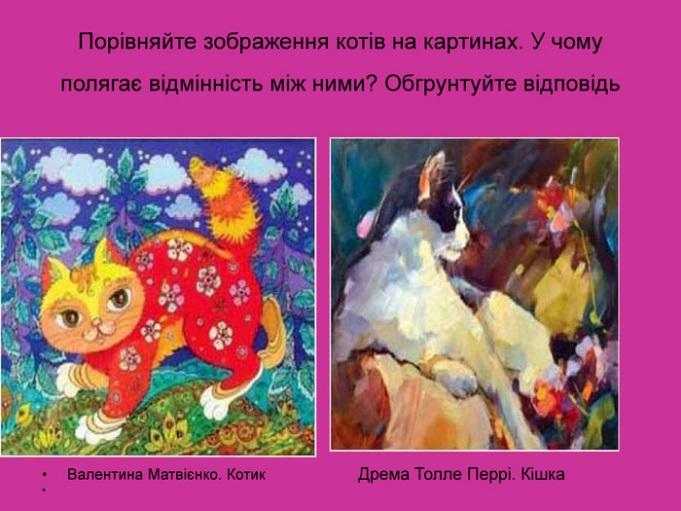 Порівняйте зображення котів на картинах. У чому
полягає відмінність між ними? Обгрунтуйте відповідь
• Валентина Матвієнко. Котик
Дрема Толле Перрі. Кішка
•